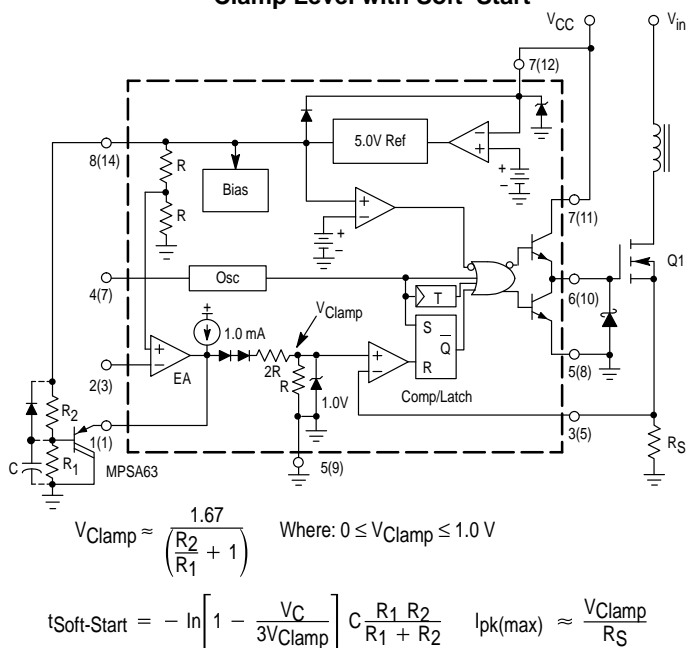 Clamp Level with Soft-Start
VCC
Vin
7(12)
5.0V Ref
+
−
+
−
8(14)
R
Bias
R
+
−
+
−
7(11)
Q1
Osc
4(7)
T
6(10)
+
1.0 mA
VClamp
S
Q
R
5(8)
+
−
EA
2R
R
1.0V
+
−
Comp/Latch
2(3)
3(5)
R2
1(1)
R1
C
MPSA63
5(9)
RS
VClamp ≈ 1.67 / (R2/R1 + 1) Where: 0 ≤ VClamp ≤ 1.0 V
tSoft-Start = − ln[1 − VC/3VClamp] C R1 R2/R1 + R2 Ipk(max) ≈ VClamp/RS